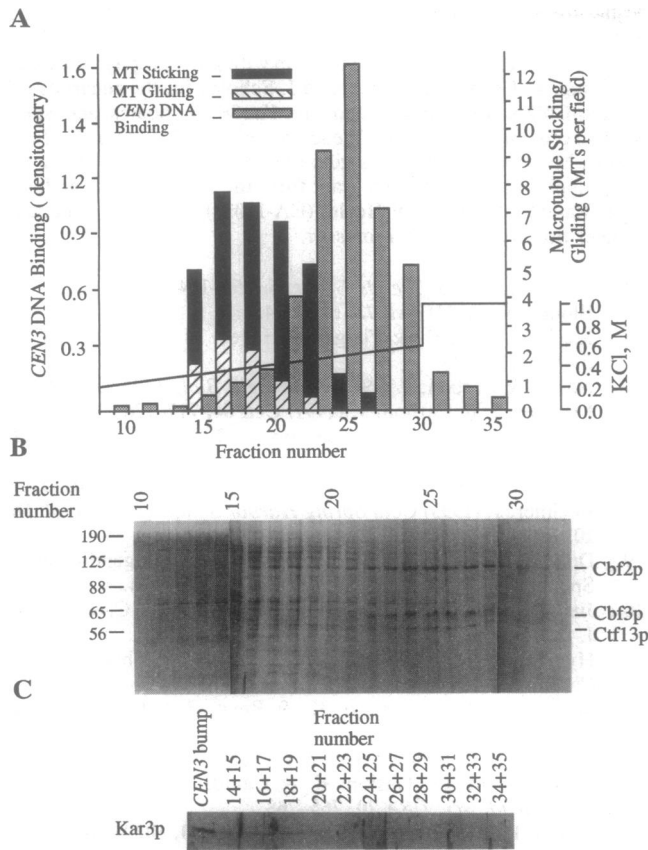 A
MT Sticking
MT Gliding
CEN3 DNA
Binding
CEN3 DNA Binding ( densitometry)
1.6
1.4
1.2
0.9
0.6
0.3
Microtubule Sticking/
Gliding ( MTs per field)
12
11
10
9
8
7
6
5
4
3
2
1
0
KCl, M
1.0
0.8
0.6
0.4
0.2
0.0
10 15 20 25 30 35
Fraction number
B
Fraction
number
10 15 20 25 30
190
125
88
65
56
Cbf2p
Cbf3p
Ctf13p
C
Fraction
number
CEN3 bump
14+15
16+17
18+19
20+21
22+23
24+25
26+27
28+29
30+31
32+33
34+35
Kar3p